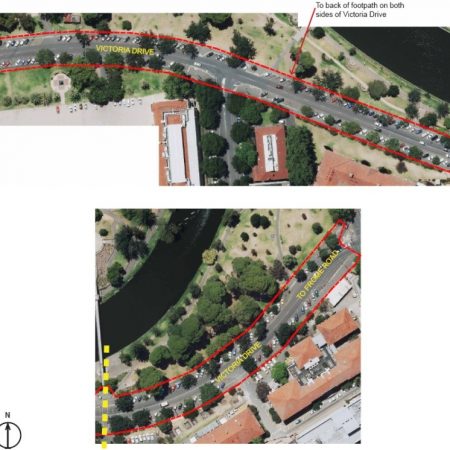 To back of footpath on both
sides of Victoria Drive
VICTORIA DRIVE
TO FROME ROAD
VICTORIA DRIVE
N